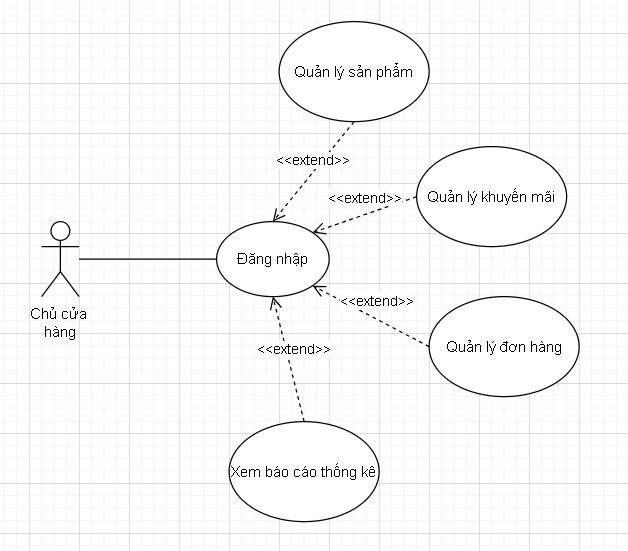 Quản lý sản phẩm
<<extend>>
Quản lý khuyến mãi
<<extend>>
Đăng nhập
Chủ cửa
hàng
<<extend>>
Quản lý đơn hàng
<<extend>>
Xem báo cáo thống kê